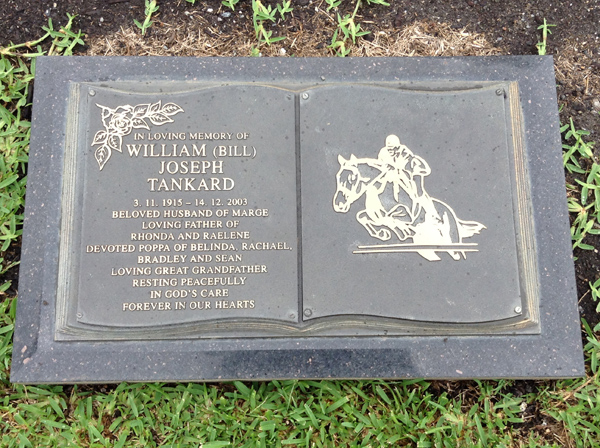 IN LOVING MEMORY OF
WILLIAM (BILL)
JOSEPH
TANKARD
3. 11. 1915 – 14. 12. 2003
BELOVED HUSBAND OF MARGE
LOVING FATHER OF
RHONDA AND RAELENE
DEVOTED POPPA OF BELINDA, RACHAEL,
BRADLEY AND SEAN
LOVING GREAT GRANDFATHER
RESTING PEACEFULLY
IN GOD'S CARE
FOREVER IN OUR HEARTS